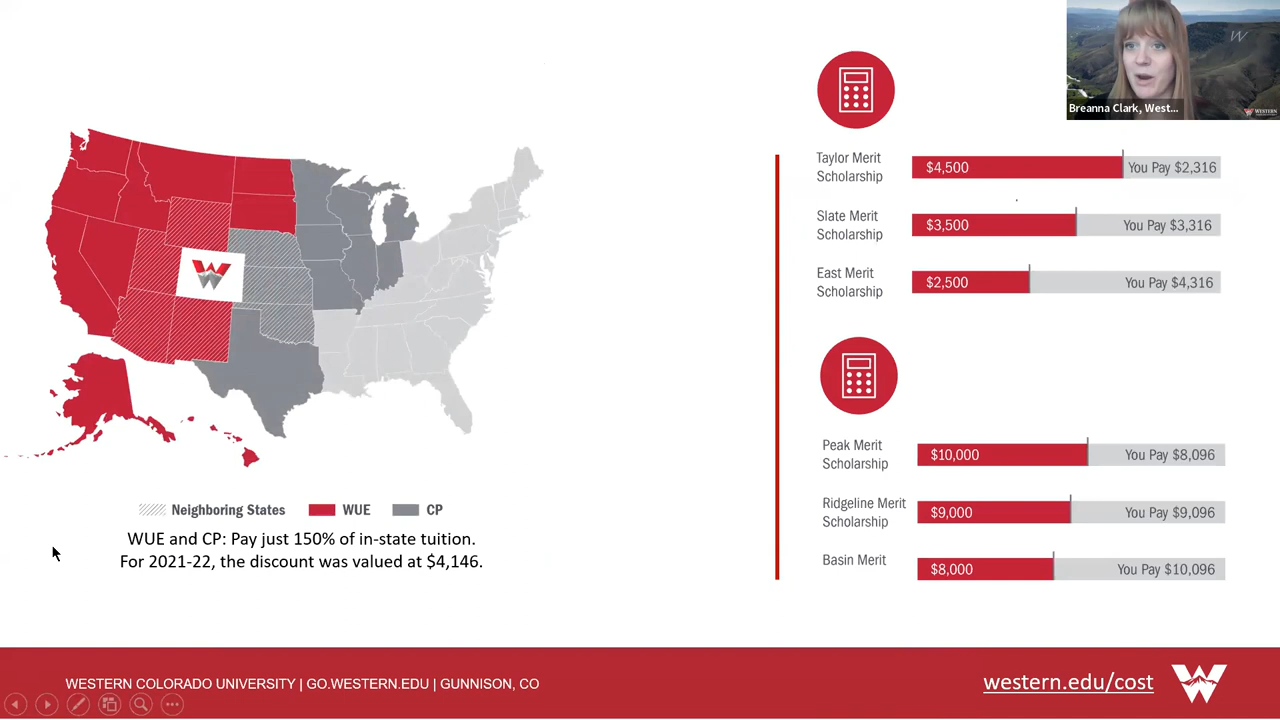 Breanna Clark, West...
Taylor Merit
Scholarship
$4,500
You Pay $2,316
Slate Merit
Scholarship
$3,500
You Pay $3,316
East Merit
Scholarship
$2,500
You Pay $4,316
Peak Merit
Scholarship
$10,000
You Pay $8,096
Ridgeline Merit
Scholarship
$9,000
You Pay $9,096
Basin Merit
$8,000
You Pay $10,096
Neighboring States
WUE
CP
WUE and CP: Pay just 150% of in-state tuition.
For 2021-22, the discount was valued at $4,146.
WESTERN COLORADO UNIVERSITY | GO.WESTERN.EDU | GUNNISON, CO
western.edu/cost